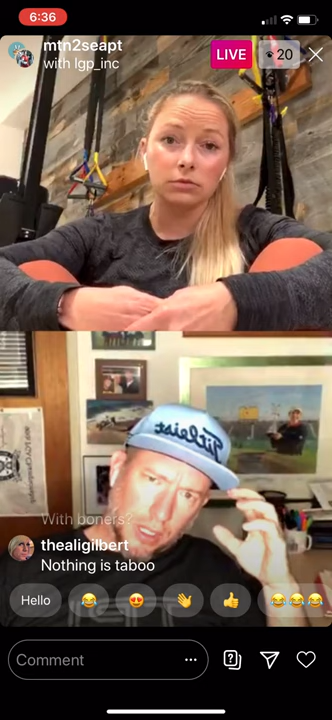 6:36
mtn2seapt
with lgp_inc
LIVE
20
Titleist
With boners?
thealigilbert
Nothing is taboo
Hello
Comment